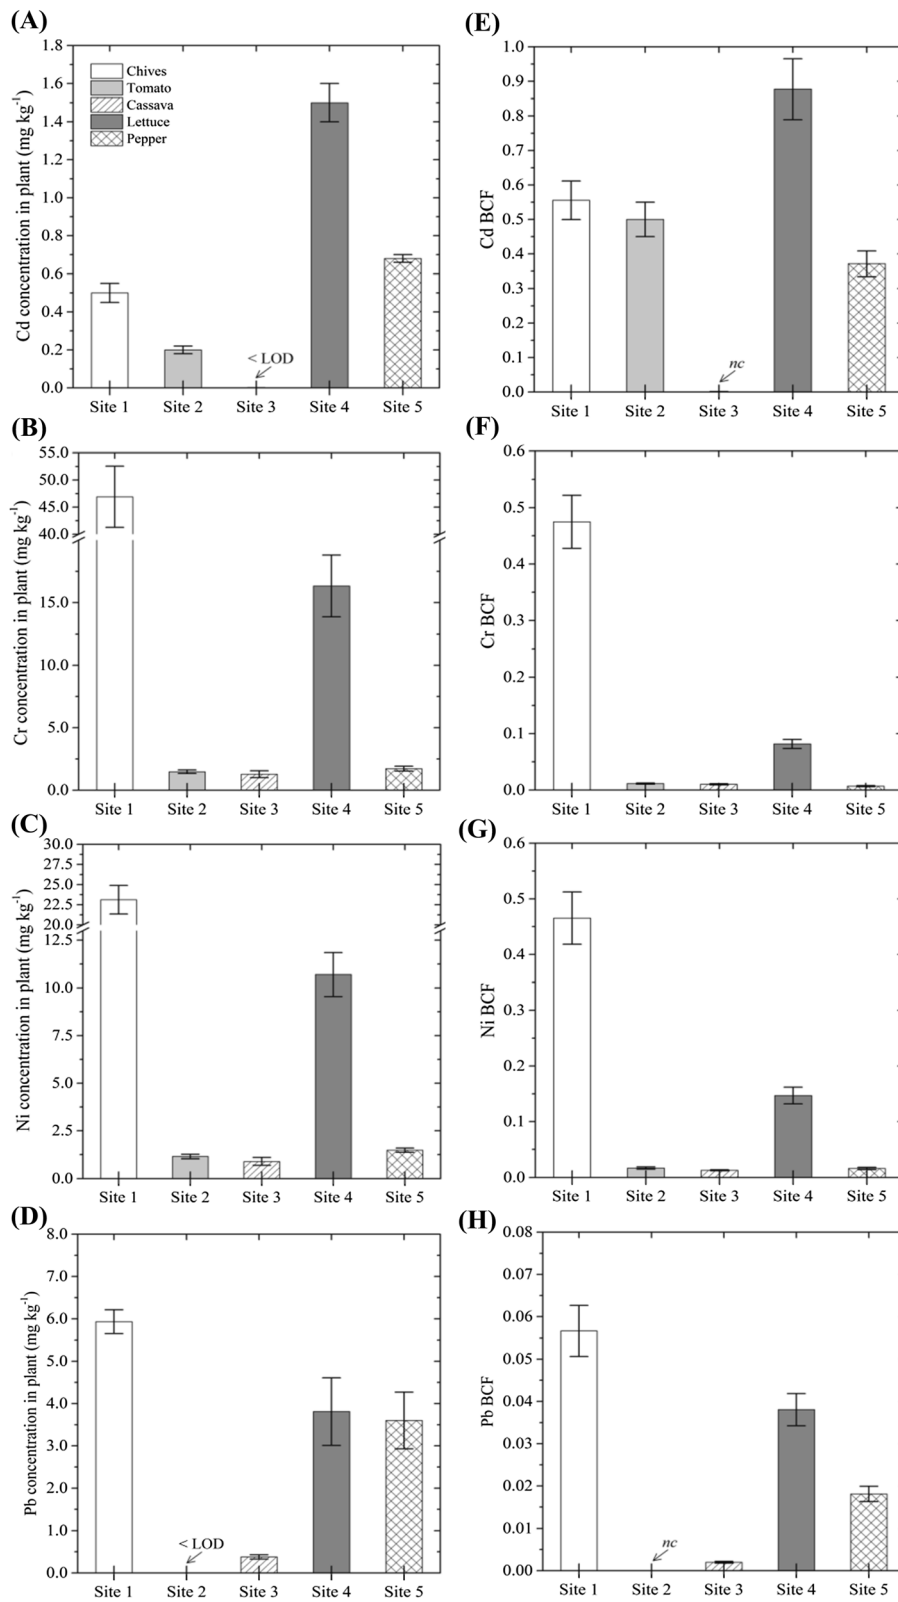 (A)
Cd concentration in plant (mg kg-1)
1.8
1.6
1.4
1.2
1.0
0.8
0.6
0.4
0.2
0.0
Chives
Tomato
Cassava
Lettuce
Pepper
< LOD
Site 1 Site 2 Site 3 Site 4 Site 5
(E)
Cd BCF
1.0
0.9
0.8
0.7
0.6
0.5
0.4
0.3
0.2
0.1
0.0
nc
Site 1 Site 2 Site 3 Site 4 Site 5
(B)
Cr concentration in plant (mg kg-1)
55.0
50.0
45.0
40.0
15.0
5.0
0.0
Site 1 Site 2 Site 3 Site 4 Site 5
(F)
Cr BCF
0.6
0.5
0.4
0.3
0.2
0.1
0.0
Site 1 Site 2 Site 3 Site 4 Site 5
(C)
Ni concentration in plant (mg kg-1)
30.0
27.5
25.0
22.5
20.0
12.5
10.0
7.5
5.0
2.5
0.0
Site 1 Site 2 Site 3 Site 4 Site 5
(G)
Ni BCF
0.6
0.5
0.4
0.3
0.2
0.1
0.0
Site 1 Site 2 Site 3 Site 4 Site 5
(D)
Pb concentration in plant (mg kg-1)
8.0
7.0
6.0
5.0
4.0
3.0
2.0
1.0
0.0
< LOD
Site 1 Site 2 Site 3 Site 4 Site 5
(H)
Pb BCF
0.08
0.07
0.06
0.05
0.04
0.03
0.02
0.01
0.00
nc
Site 1 Site 2 Site 3 Site 4 Site 5